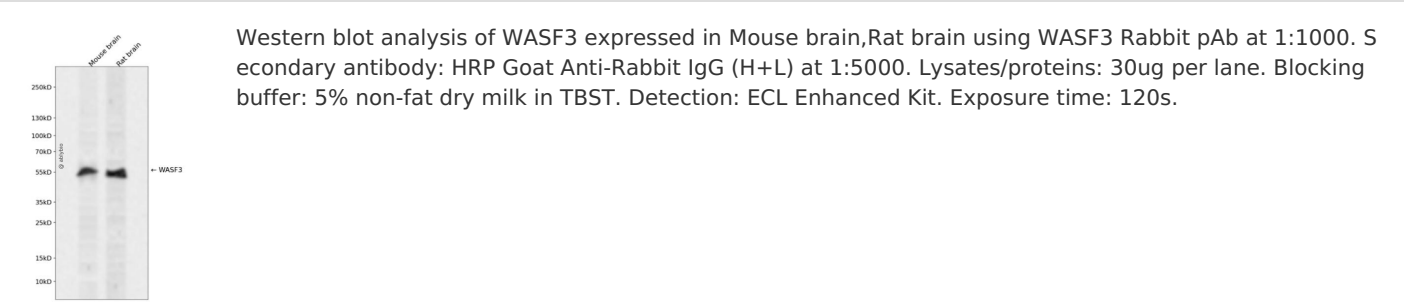 Mouse brain
Rat brain
Western blot analysis of WASF3 expressed in Mouse brain,Rat brain using WASF3 Rabbit pAb at 1:1000. S
econdary antibody: HRP Goat Anti-Rabbit IgG (H+L) at 1:5000. Lysates/proteins: 30ug per lane. Blocking
buffer: 5% non-fat dry milk in TBST. Detection: ECL Enhanced Kit. Exposure time: 120s.
250kD
130kD
100kD
70kD
55kD
← WASF3
35kD
25kD
15kD
10kD